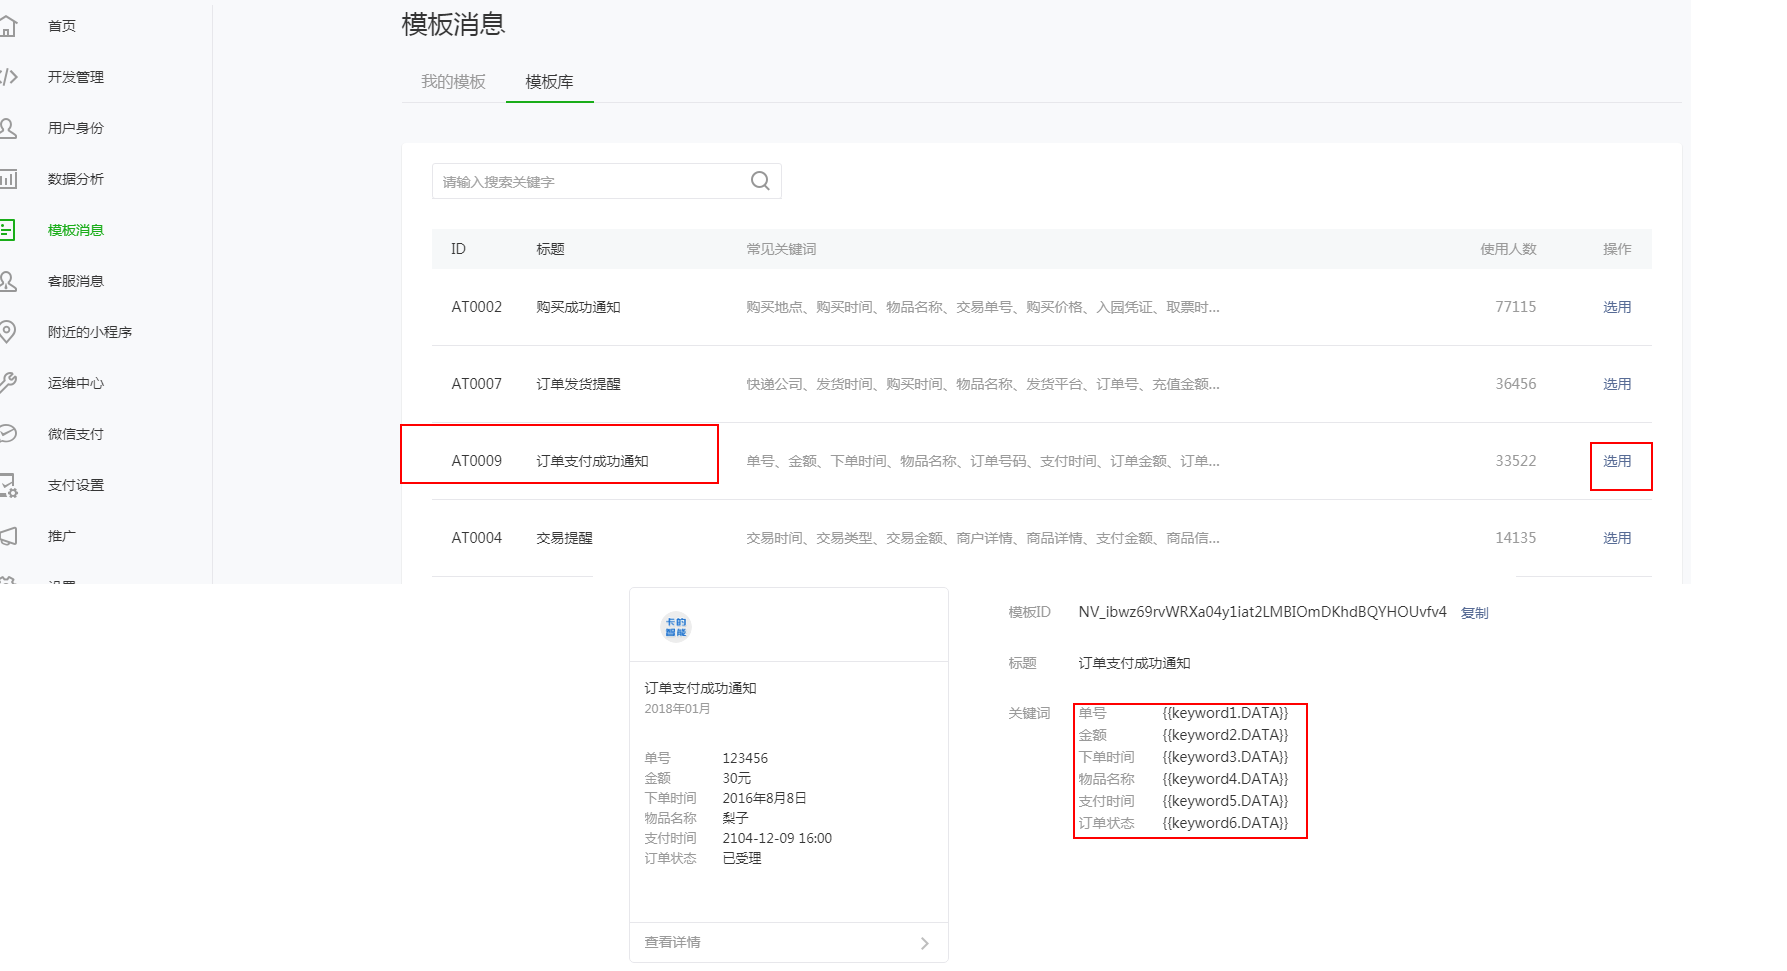 首页
开发管理
用户身份
数据分析
模板消息
客服消息
附近的小程序
运维中心
微信支付
支付设置
推广
模板消息
我的模板 模板库
请输入搜索关键字
ID 标题 常见关键词 使用人数 操作
AT0002 购买成功通知 购买地点、购买时间、物品名称、交易单号、购买价格、入园凭证、取票时... 77115 选用
AT0007 订单发货提醒 快递公司、发货时间、购买时间、物品名称、发货平台、订单号、充值金额... 36456 选用
AT0009 订单支付成功通知 单号、金额、下单时间、物品名称、订单号码、支付时间、订单金额、订单... 33522 选用
AT0004 交易提醒 交易时间、交易类型、交易金额、商户详情、商品详情、支付金额、商品信... 14135 选用
卡的
智能
订单支付成功通知
2018年01月
单号 123456
金额 30元
下单时间 2016年8月8日
物品名称 梨子
支付时间 2104-12-09 16:00
订单状态 已受理
查看详情
模板ID NV_ibwz69rvWRXa04y1iat2LMBIOmDKhdBQYHOUvfv4 复制
标题 订单支付成功通知
关键词 单号 {{keyword1.DATA}}
金额 {{keyword2.DATA}}
下单时间 {{keyword3.DATA}}
物品名称 {{keyword4.DATA}}
支付时间 {{keyword5.DATA}}
订单状态 {{keyword6.DATA}}